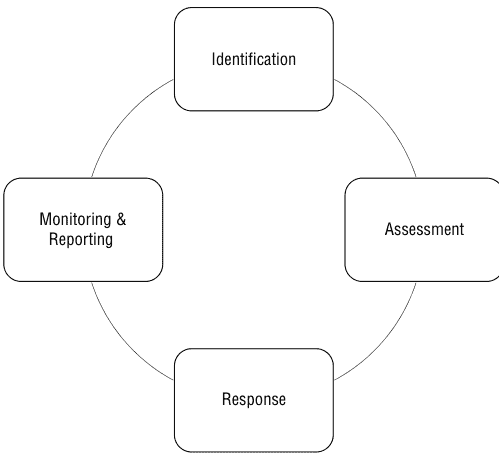 Identification
Assessment
Response
Monitoring &
Reporting